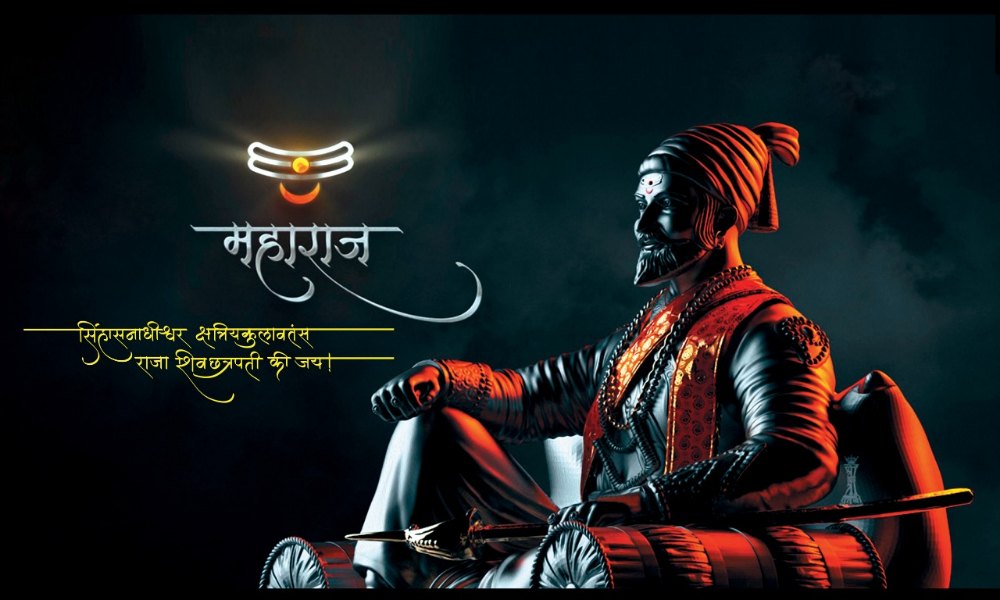 महाराज
सिंहासनाधीश्वर क्षत्रियकुलावतंस
राजा शिवछत्रपती की जय!